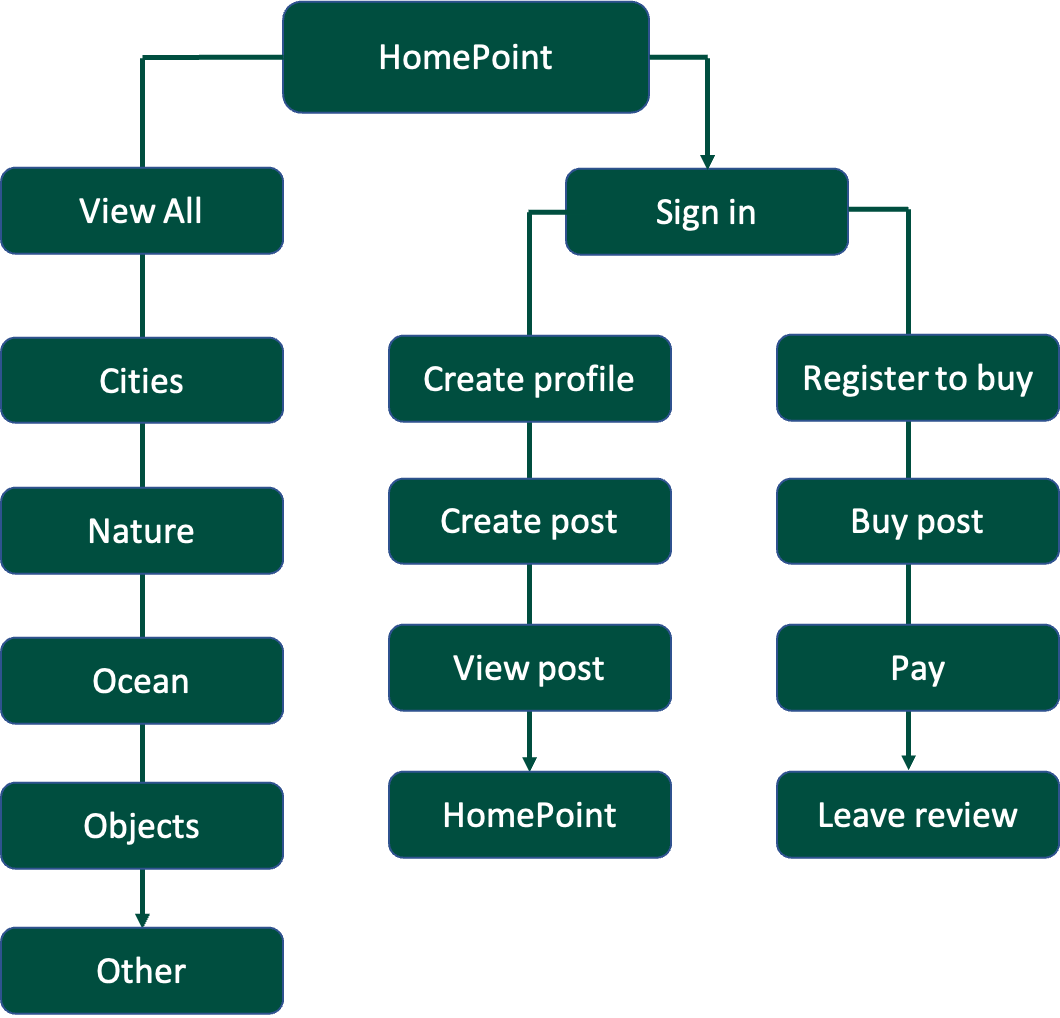 HomePoint
View All
Sign in
Cities
Create profile
Register to buy
Nature
Create post
Buy post
Ocean
View post
Pay
Objects
HomePoint
Leave review
Other